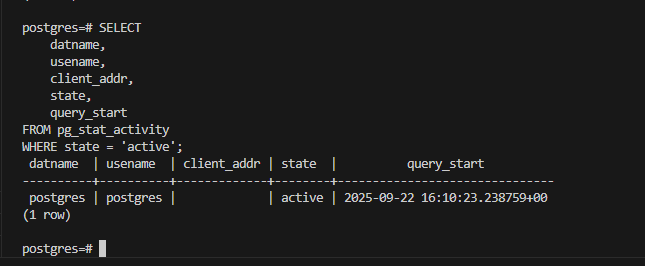 postgres=# SELECT
    datname,
    usename,
    client_addr,
    state,
    query_start
FROM pg_stat_activity
WHERE state = 'active';
 datname  | usename  | client_addr | state  |          query_start
----------+----------+-------------+--------+-------------------------------
 postgres | postgres |             | active | 2025-09-22 16:10:23.238759+00
(1 row)

postgres=#